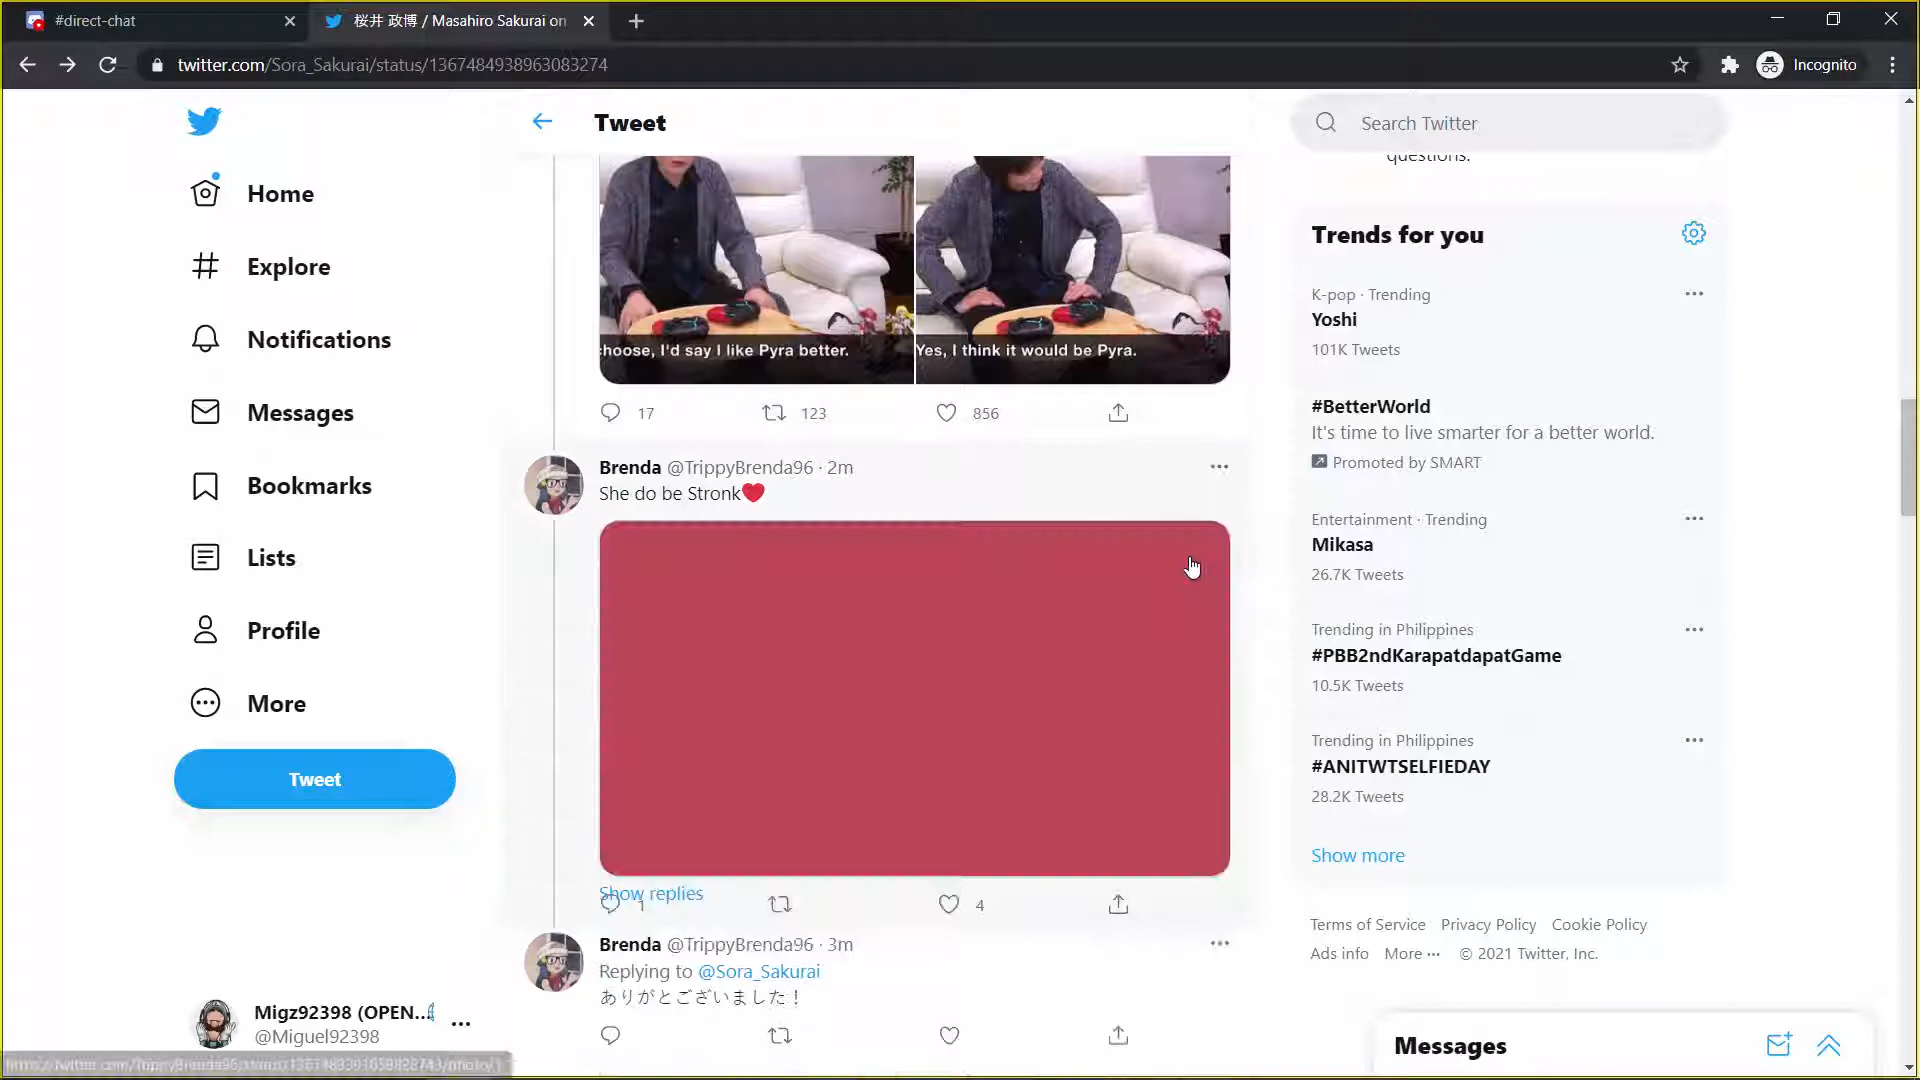 #direct-chat
桜井 政博 / Masahiro Sakurai on
twitter.com/Sora_Sakurai/status/1367484938963083274
Incognito
Home
Explore
Notifications
Messages
Bookmarks
Lists
Profile
More
Tweet
Migz92398 (OPEN...
@Miguel92398
Tweet
choose, I'd say I like Pyra better.
Yes, I think it would be Pyra.
17
123
856
Brenda @TrippyBrenda96 · 2m
She do be Stronk
Show replies
1
4
Brenda @TrippyBrenda96 · 3m
Replying to @Sora_Sakurai
ありがとございました！
Search Twitter
questions.
Trends for you
K-pop · Trending
Yoshi
101K Tweets
#BetterWorld
It's time to live smarter for a better world.
Promoted by SMART
Entertainment · Trending
Mikasa
26.7K Tweets
Trending in Philippines
#PBB2ndKarapatdapatGame
10.5K Tweets
Trending in Philippines
#ANITWTSELFIEDAY
28.2K Tweets
Show more
Terms of Service Privacy Policy Cookie Policy
Ads info More ··· © 2021 Twitter, Inc.
Messages